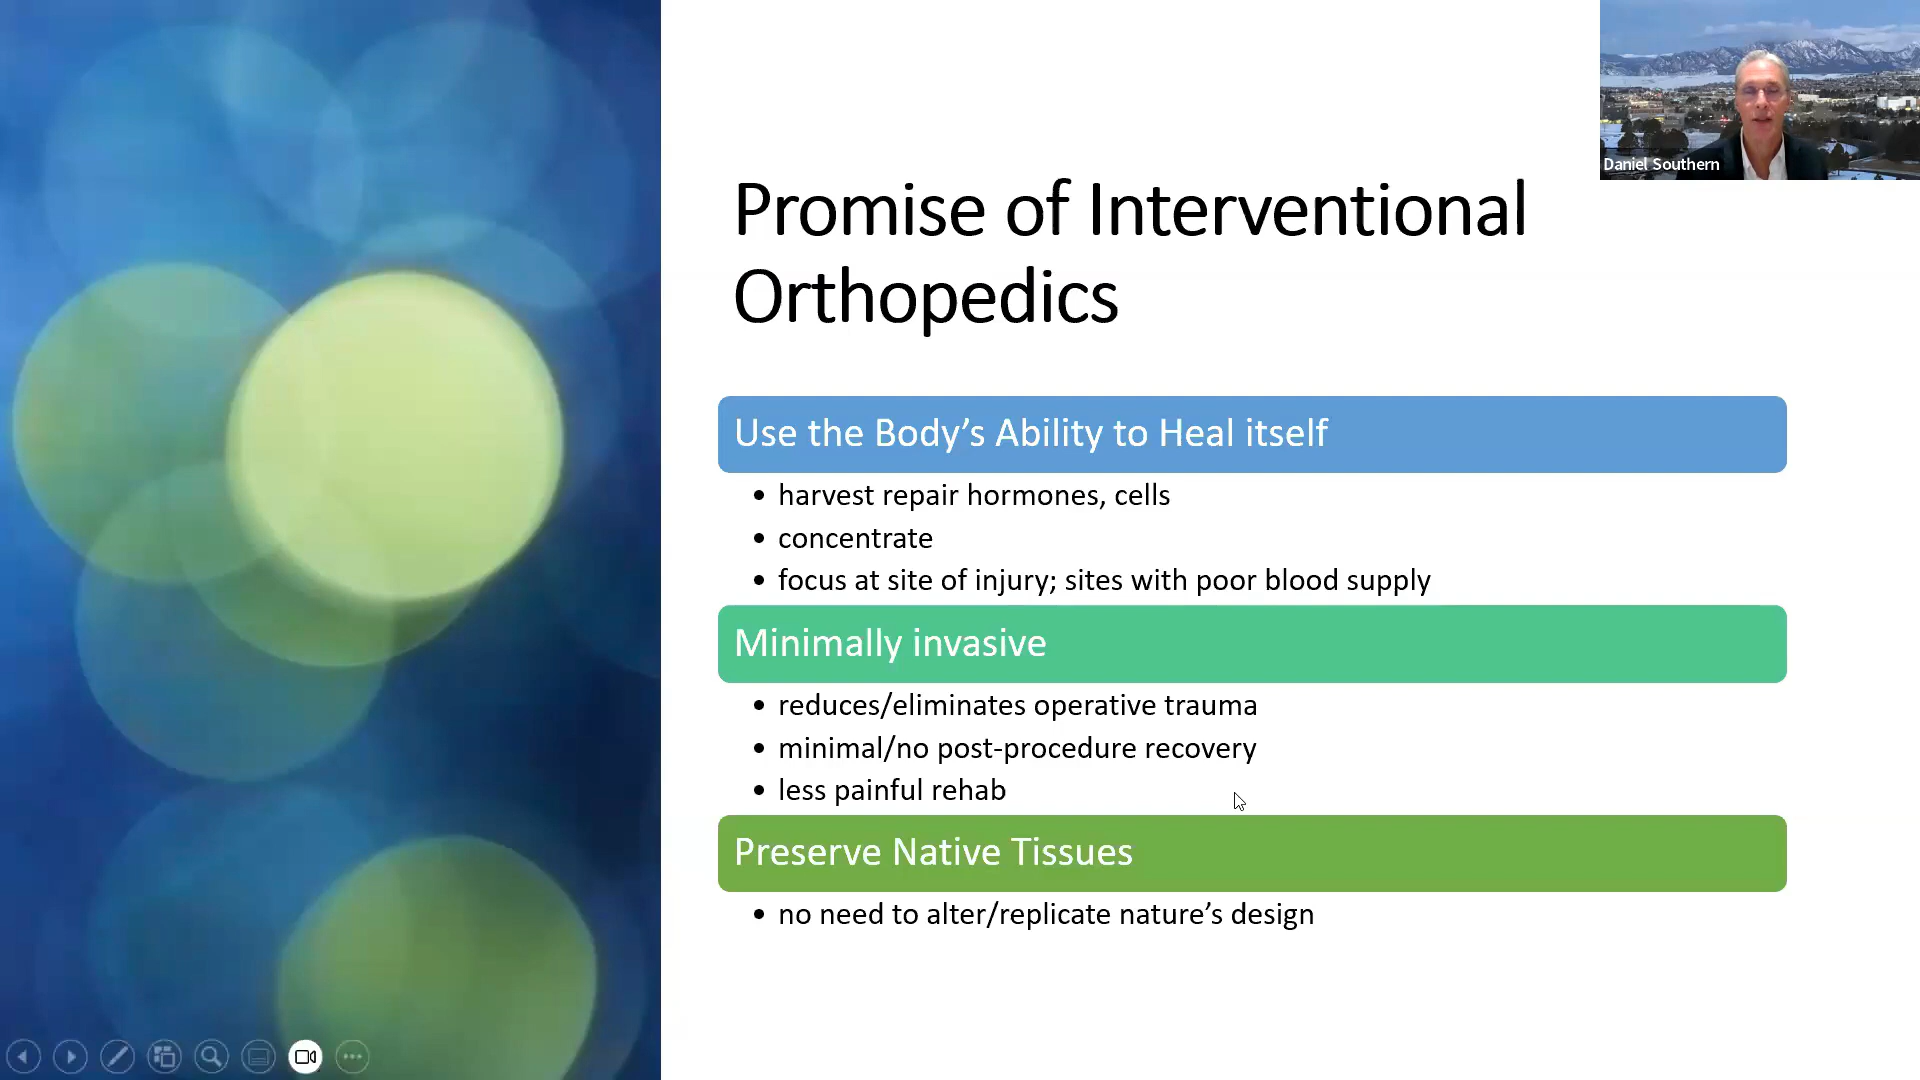 Daniel Southern
Promise of Interventional
Orthopedics
Use the Body’s Ability to Heal itself
• harvest repair hormones, cells
• concentrate
• focus at site of injury; sites with poor blood supply
Minimally invasive
• reduces/eliminates operative trauma
• minimal/no post-procedure recovery
• less painful rehab
Preserve Native Tissues
• no need to alter/replicate nature’s design